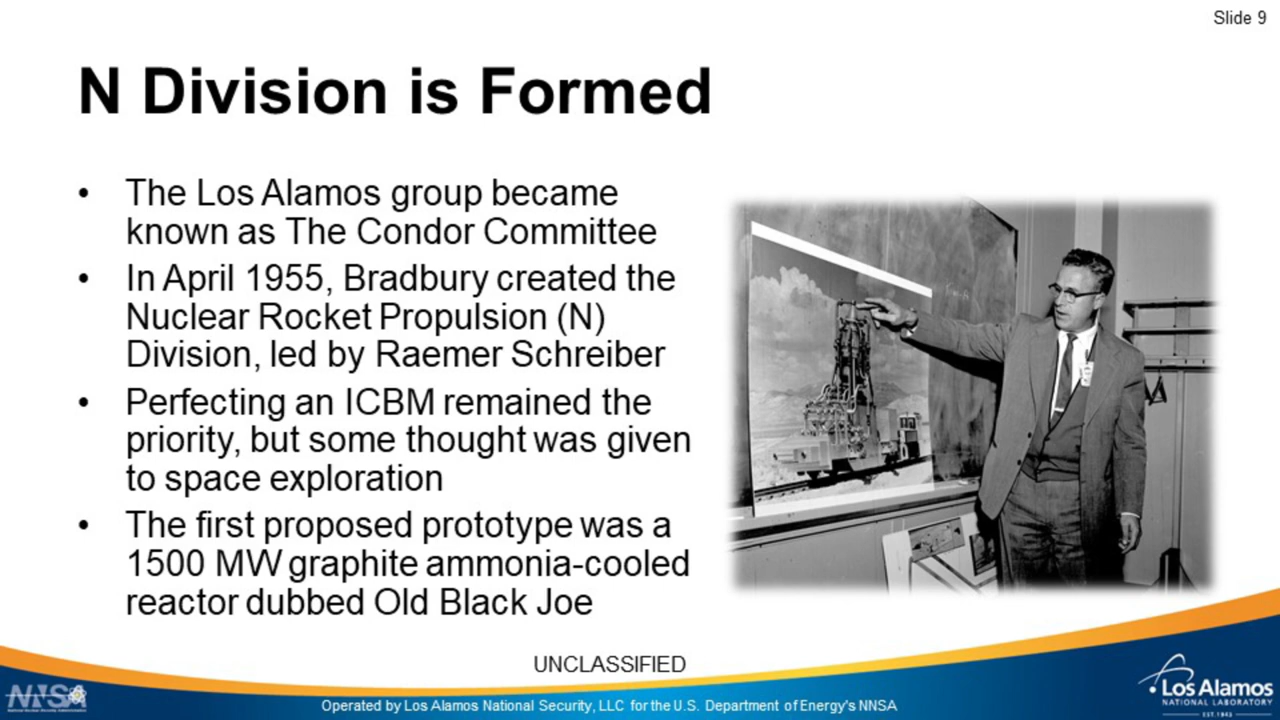 Slide 9
N Division is Formed
• The Los Alamos group became
known as The Condor Committee
• In April 1955, Bradbury created the
Nuclear Rocket Propulsion (N)
Division, led by Raemer Schreiber
• Perfecting an ICBM remained the
priority, but some thought was given
to space exploration
• The first proposed prototype was a
1500 MW graphite ammonia-cooled
reactor dubbed Old Black Joe
UNCLASSIFIED
NNSA
National Nuclear Security Administration
Operated by Los Alamos National Security, LLC for the U.S. Department of Energy's NNSA
Los Alamos
NATIONAL LABORATORY
EST. 1943